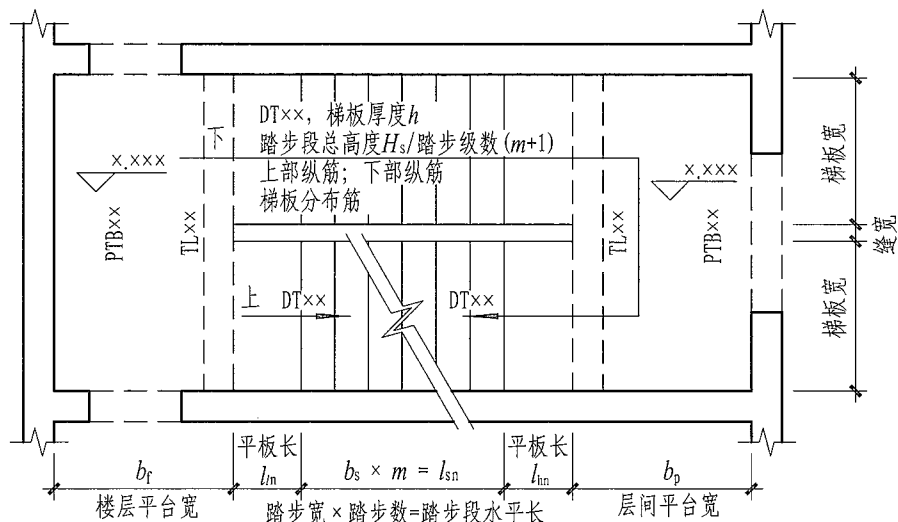 DT××，梯板厚度h
踏步段总高度Hs/踏步级数(m+1)
上部纵筋；下部纵筋
梯板分布筋
下
×.×××
×.×××
PTB××
TL××
TL××
PTB××
梯板宽
缝宽
梯板宽
上 DT××
DT××
平板长
平板长
bf
lln
bs × m = lsn
lhn
bp
楼层平台宽
踏步宽×踏步数=踏步段水平长
层间平台宽